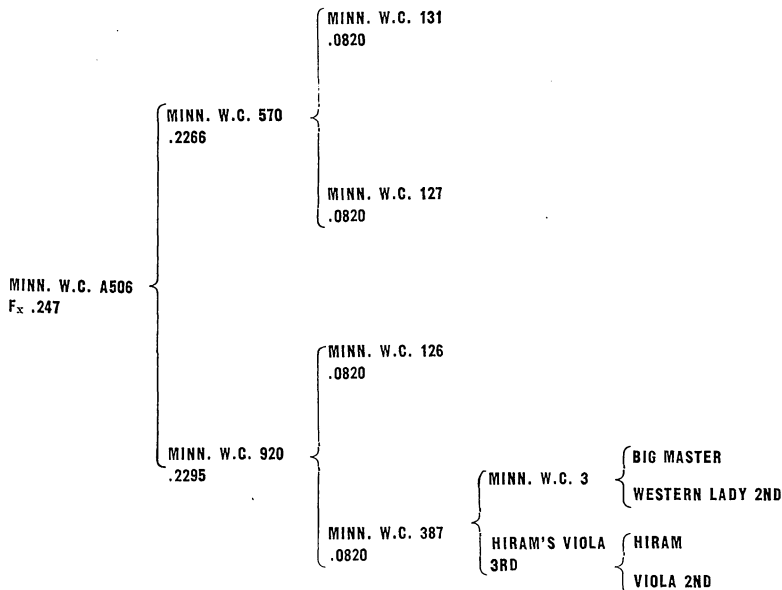 MINN. W.C. 131
.0820
MINN. W.C. 570
.2266
MINN. W.C. 127
.0820
MINN. W.C. A506
Fx .247
MINN. W.C. 126
.0820
MINN. W.C. 920
.2295
BIG MASTER
MINN. W.C. 3
WESTERN LADY 2ND
MINN. W.C. 387
.0820
HIRAM'S VIOLA
3RD
HIRAM
VIOLA 2ND